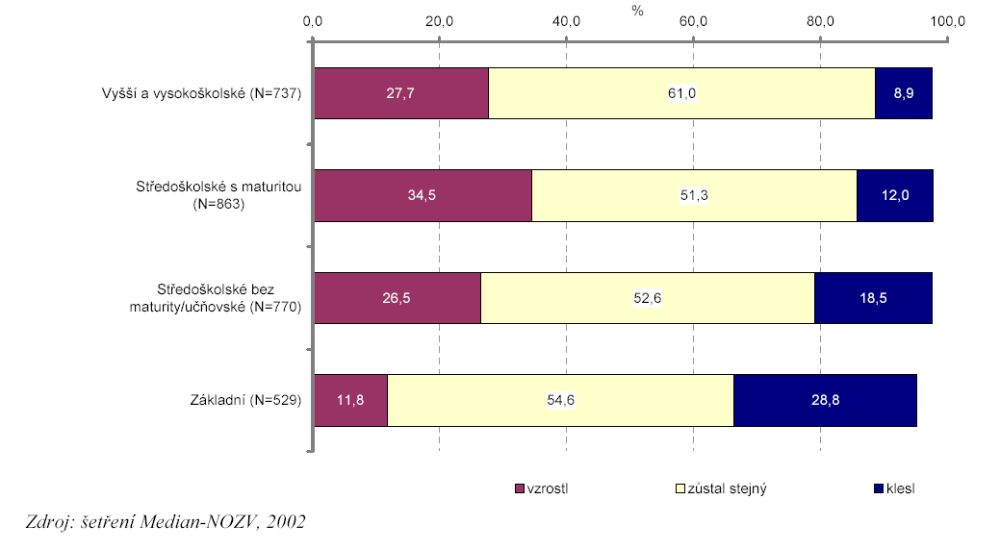 %
0,0 20,0 40,0 60,0 80,0 100,0
Vyšší a vysokoškolské (N=737) 27,7 61,0 8,9
Středoškolské s maturitou
(N=863) 34,5 51,3 12,0
Středoškolské bez
maturity/učňovské (N=770) 26,5 52,6 18,5
Základní (N=529) 11,8 54,6 28,8
vzrostl zůstal stejný klesl
Zdroj: šetření Median-NOZV, 2002